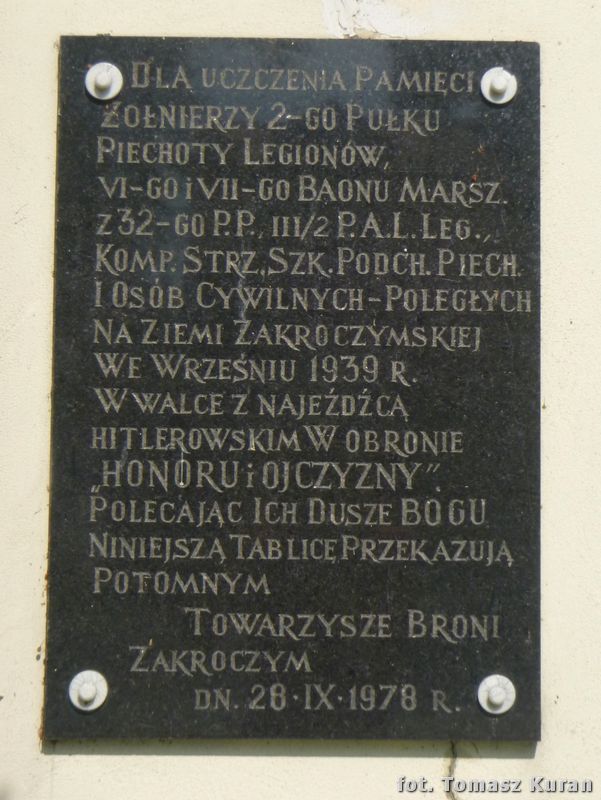 DLA UCZCZENIA PAMIĘCI
ŻOŁNIERZY 2-GO PUŁKU
PIECHOTY LEGIONÓW,
VI-GO i VII-GO BAONU MARSZ.
Z 32-GO P.P., III/2 P.A.L. LEG.,
KOMP. STRZ. SZK. PODCH. PIECH.
I OSÓB CYWILNYCH-POLEGŁYCH
NA ZIEMI ZAKROCZYMSKIEJ
WE WRZEŚNIU 1939 R.
W WALCE Z NAJEŹDŹCĄ
HITLEROWSKIM W OBRONIE
„HONORU i OJCZYZNY".
POLECAJĄC ICH DUSZE BOGU
NINIEJSZĄ TABLICĘ PRZEKAZUJĄ
POTOMNYM
TOWARZYSZE BRONI
ZAKROCZYM
DN. 28·IX·1978 R.
fot. Tomasz Kuran